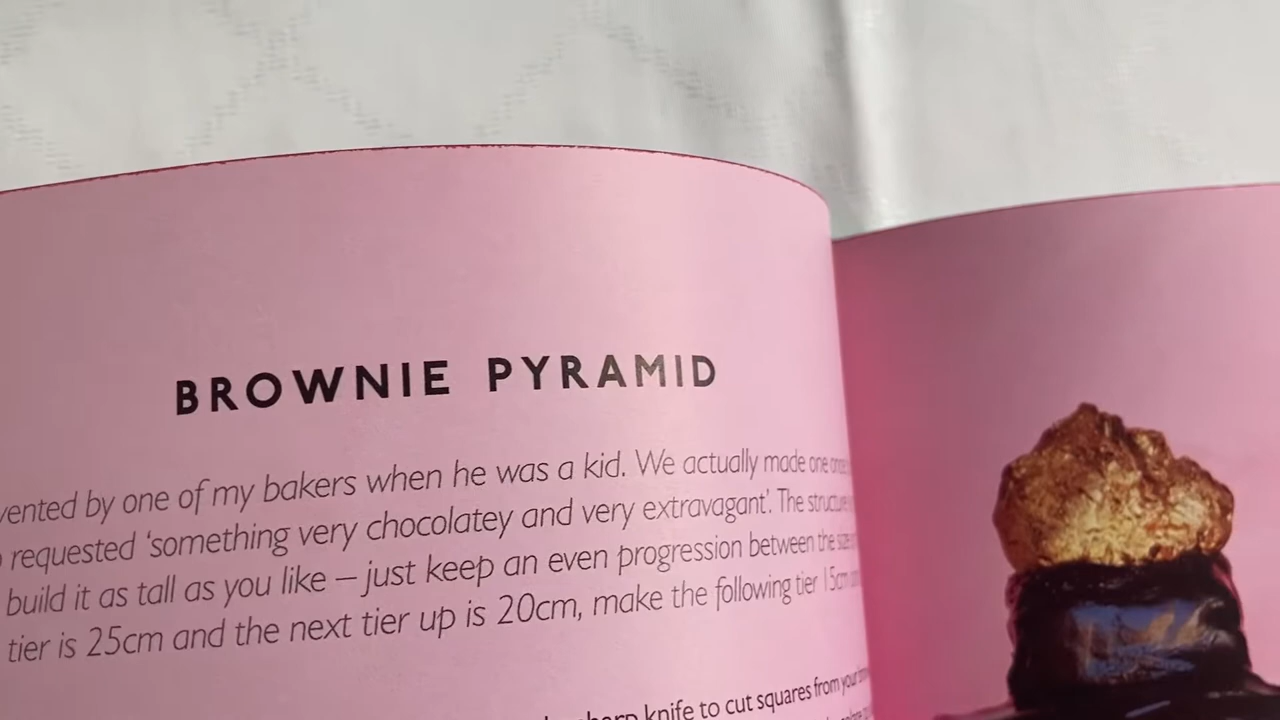 BROWNIE PYRAMID
vented by one of my bakers when he was a kid. We actually made one once
requested ‘something very chocolatey and very extravagant’. The structure
build it as tall as you like – just keep an even progression between the size
tier is 25cm and the next tier up is 20cm, make the following tier 15cm
sharp knife to cut squares from your